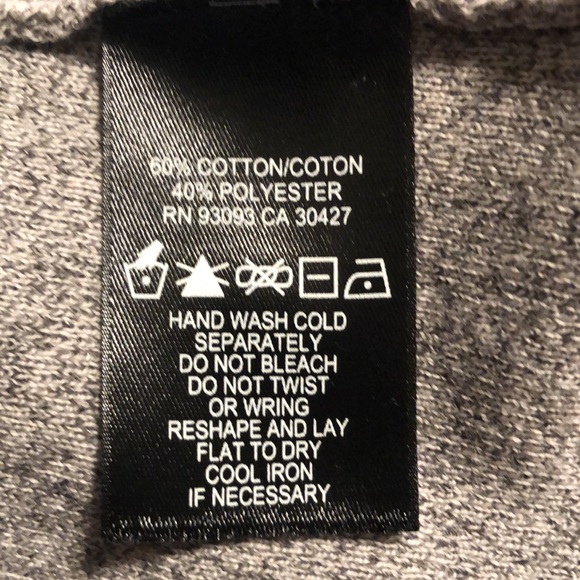 60% COTTON/COTON
40% POLYESTER
RN 93093 CA 30427
HAND WASH COLD
SEPARATELY
DO NOT BLEACH
DO NOT TWIST
OR WRING
RESHAPE AND LAY
FLAT TO DRY
COOL IRON
IF NECESSARY